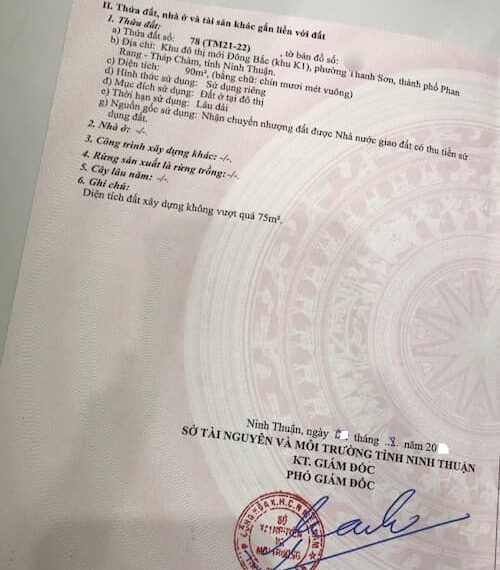 II. Thửa đất, nhà ở và tài sản khác gắn liền với đất
1. Thửa đất:
a) Thửa đất số: 78 (TM21-22) , tờ bản đồ số:
b) Địa chỉ: Khu đô thị mới Đông Bắc (khu K1), phường Thanh Sơn, thành phố Phan
Rang - Tháp Chàm, tỉnh Ninh Thuận.
c) Diện tích: 90m², (bằng chữ: chín mươi mét vuông)
d) Hình thức sử dụng: Sử dụng riêng
đ) Mục đích sử dụng: Đất ở tại đô thị
e) Thời hạn sử dụng: Lâu dài
g) Nguồn gốc sử dụng: Nhận chuyển nhượng đất được Nhà nước giao đất có thu tiền sử
dụng đất.
2. Nhà ở: -/-.
3. Công trình xây dựng khác: -/-.
4. Rừng sản xuất là rừng trồng:-/-.
5. Cây lâu năm: -/-.
6. Ghi chú:
Diện tích đất xây dựng không vượt quá 75m².
Ninh Thuận, ngày tháng 8 năm 20
SỞ TÀI NGUYÊN VÀ MÔI TRƯỜNG TỈNH NINH THUẬN
KT. GIÁM ĐỐC
PHÓ GIÁM ĐỐC
SỞ
TÀI NGUYÊN
VÀ
MÔI TRƯỜNG